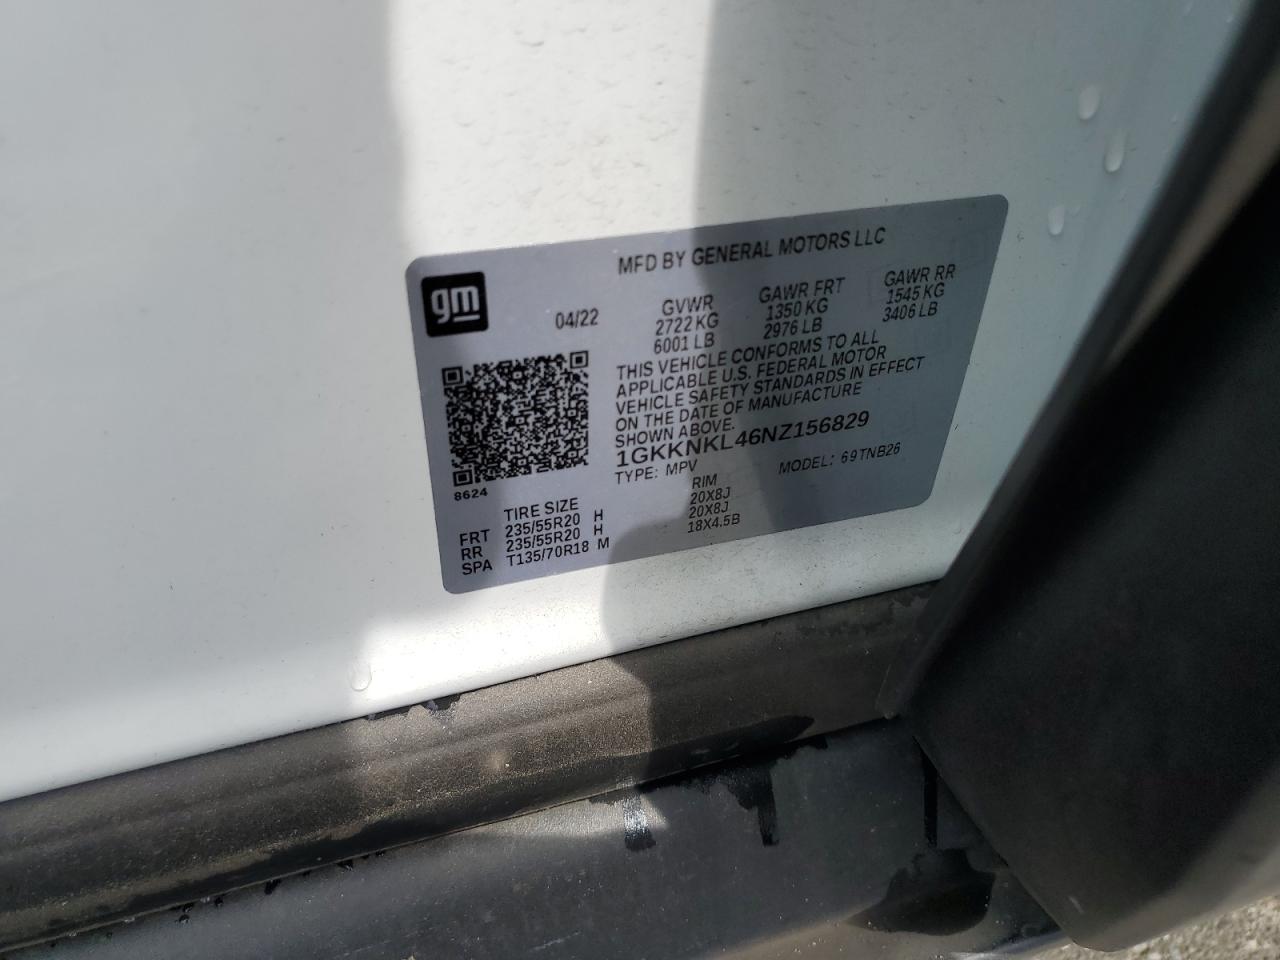 MFD BY GENERAL MOTORS LLC
gm
04/22
GVWR GAWR FRT GAWR RR
2722 KG 1350 KG 1545 KG
6001 LB 2976 LB 3406 LB
THIS VEHICLE CONFORMS TO ALL
APPLICABLE U.S. FEDERAL MOTOR
VEHICLE SAFETY STANDARDS IN EFFECT
ON THE DATE OF MANUFACTURE
SHOWN ABOVE.
1GKKNKL46NZ156829
TYPE: MPV MODEL: 69TNB26
8624
TIRE SIZE RIM
FRT 235/55R20 H 20X8J
RR 235/55R20 H 20X8J
SPA T135/70R18 M 18X4.5B